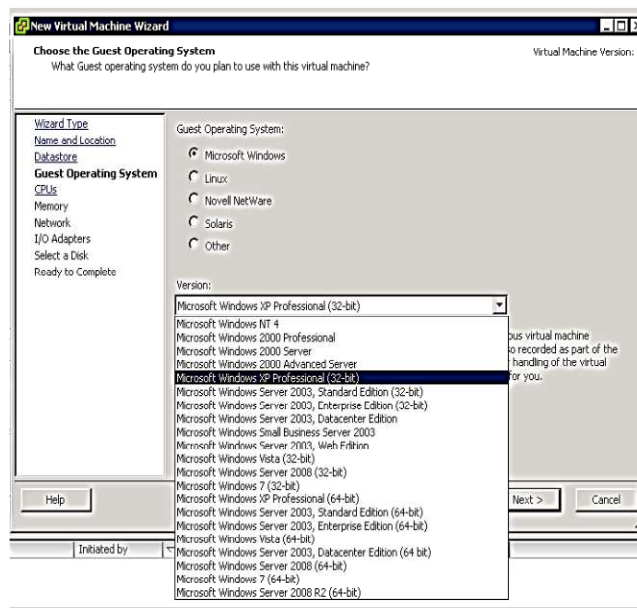 New Virtual Machine Wizard
Choose the Guest Operating System
What Guest operating system do you plan to use with this virtual machine?
Virtual Machine Version:
Wizard Type
Name and Location
Datastore
Guest Operating System
CPUs
Memory
Network
I/O Adapters
Select a Disk
Ready to Complete
Guest Operating System:
Microsoft Windows
Linux
Novell NetWare
Solaris
Other
Version:
Microsoft Windows XP Professional (32-bit)
Microsoft Windows NT 4
Microsoft Windows 2000 Professional
Microsoft Windows 2000 Server
Microsoft Windows 2000 Advanced Server
Microsoft Windows XP Professional (32-bit)
Microsoft Windows Server 2003, Standard Edition (32-bit)
Microsoft Windows Server 2003, Enterprise Edition (32-bit)
Microsoft Windows Server 2003, Datacenter Edition
Microsoft Windows Small Business Server 2003
Microsoft Windows Server 2003, Web Edition
Microsoft Windows Vista (32-bit)
Microsoft Windows Server 2008 (32-bit)
Microsoft Windows 7 (32-bit)
Microsoft Windows XP Professional (64-bit)
Microsoft Windows Server 2003, Standard Edition (64-bit)
Microsoft Windows Server 2003, Enterprise Edition (64-bit)
Microsoft Windows Vista (64-bit)
Microsoft Windows Server 2003, Datacenter Edition (64 bit)
Microsoft Windows Server 2008 (64-bit)
Microsoft Windows 7 (64-bit)
Microsoft Windows Server 2008 R2 (64-bit)
virtual machine
recorded as part of the
handling of the virtual
for you.
Help
Next >
Cancel
Initiated by